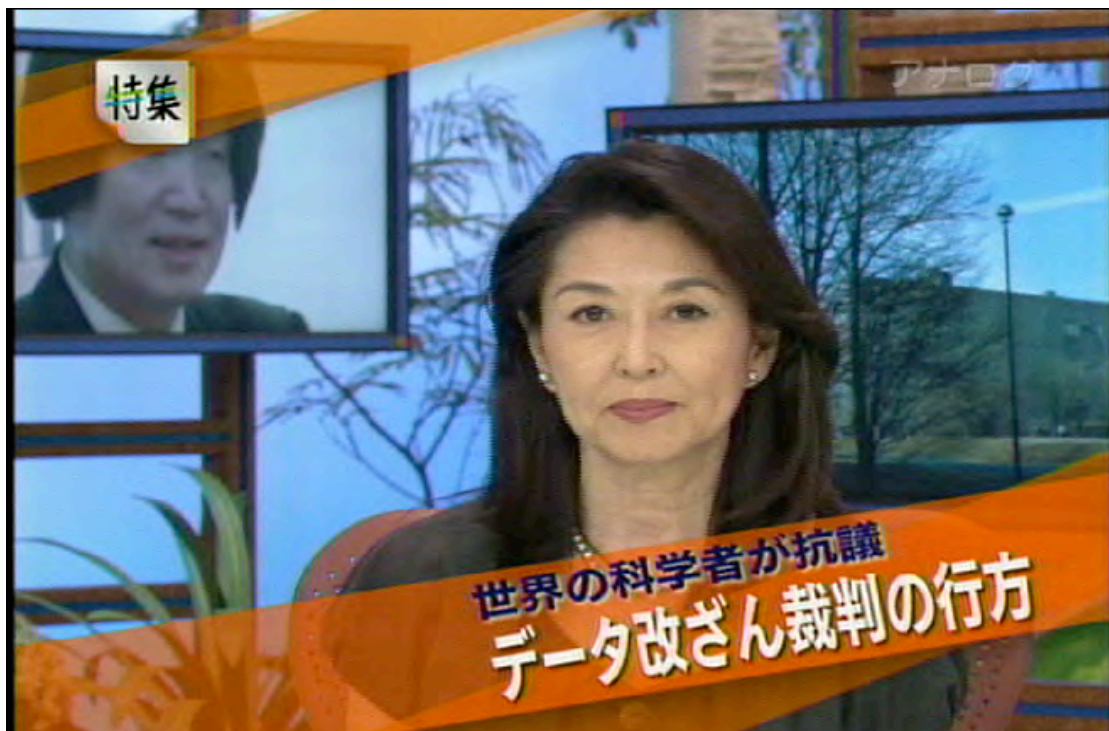 特集
アナログ
世界の科学者が抗議
データ改ざん裁判の行方